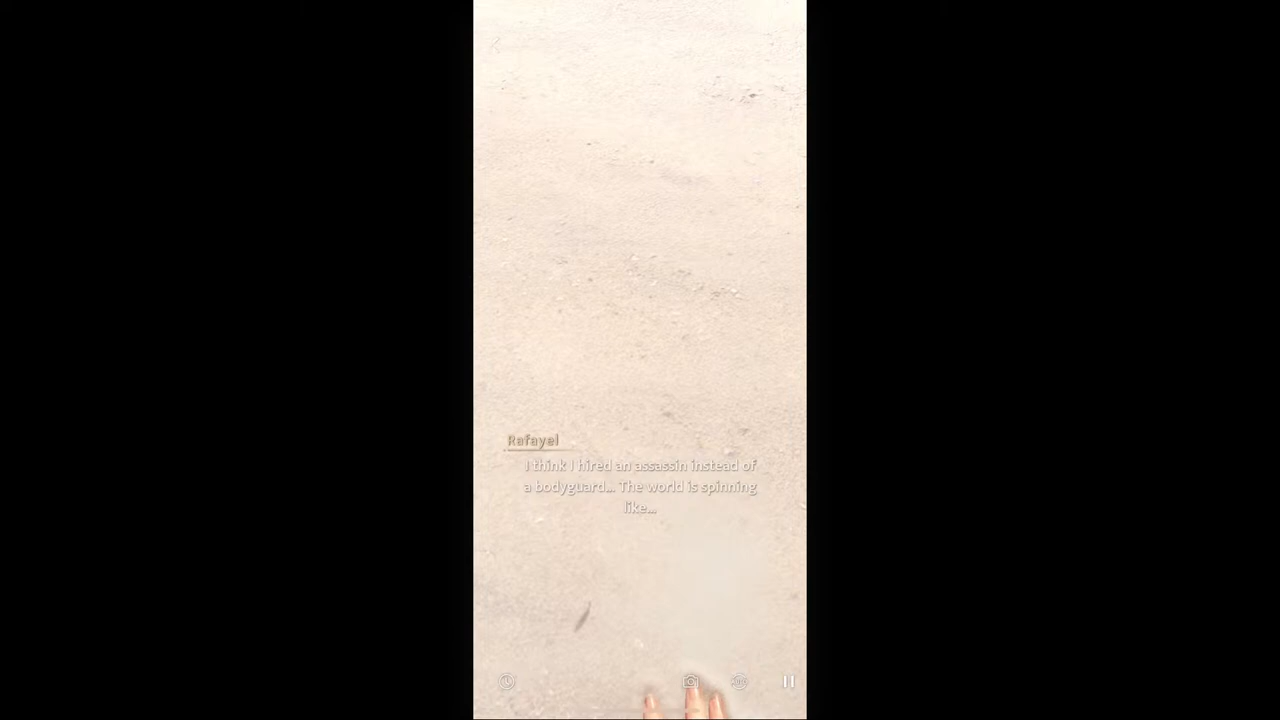 Rafayel
I think I hired an assassin instead of
a bodyguard... The world is spinning
like...